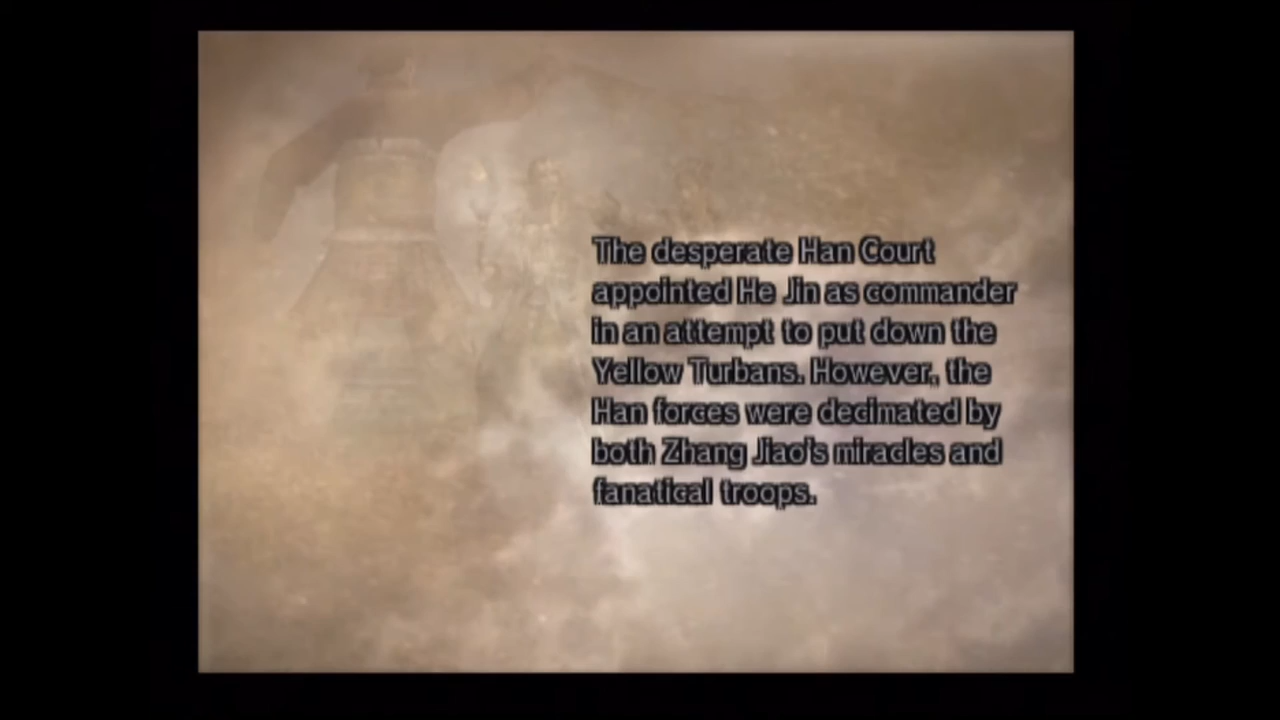 The desperate Han Court
appointed He Jin as commander
in an attempt to put down the
Yellow Turbans. However, the
Han forces were decimated by
both Zhang Jiao's miracles and
fanatical troops.